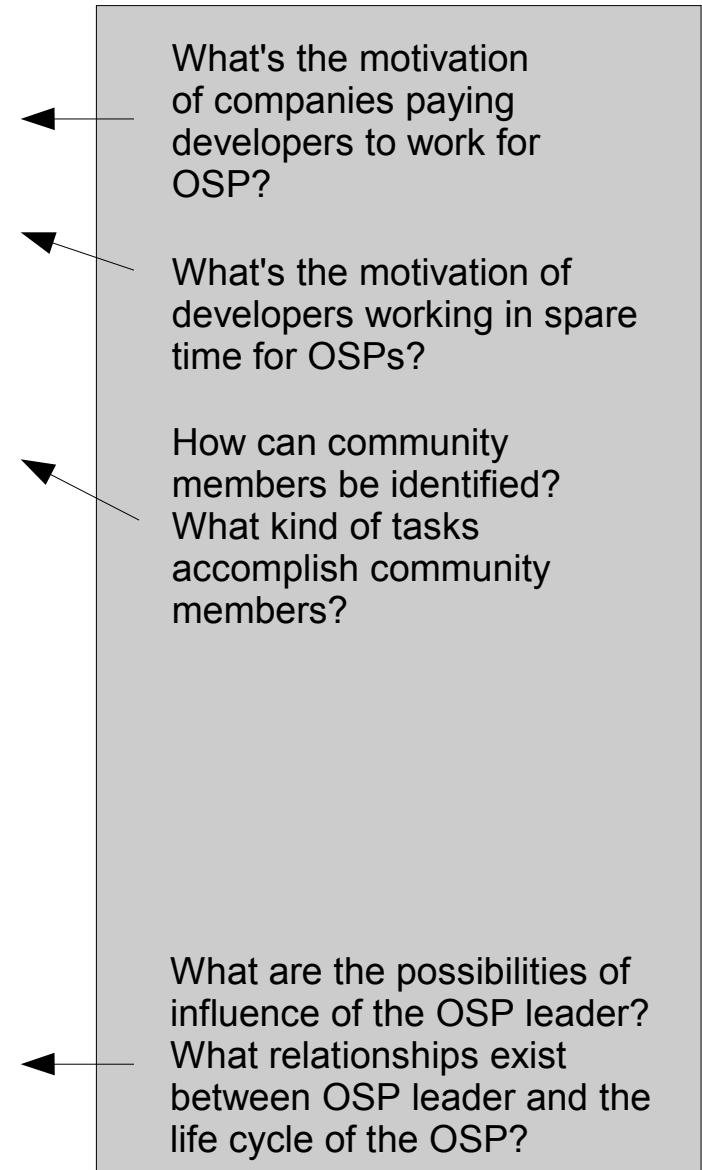 What's the motivation
of companies paying
developers to work for
OSP?
What's the motivation of
developers working in spare
time for OSPs?
How can community
members be identified?
What kind of tasks
accomplish community
members?
What are the possibilities of
influence of the OSP leader?
What relationships exist
between OSP leader and the
life cycle of the OSP?